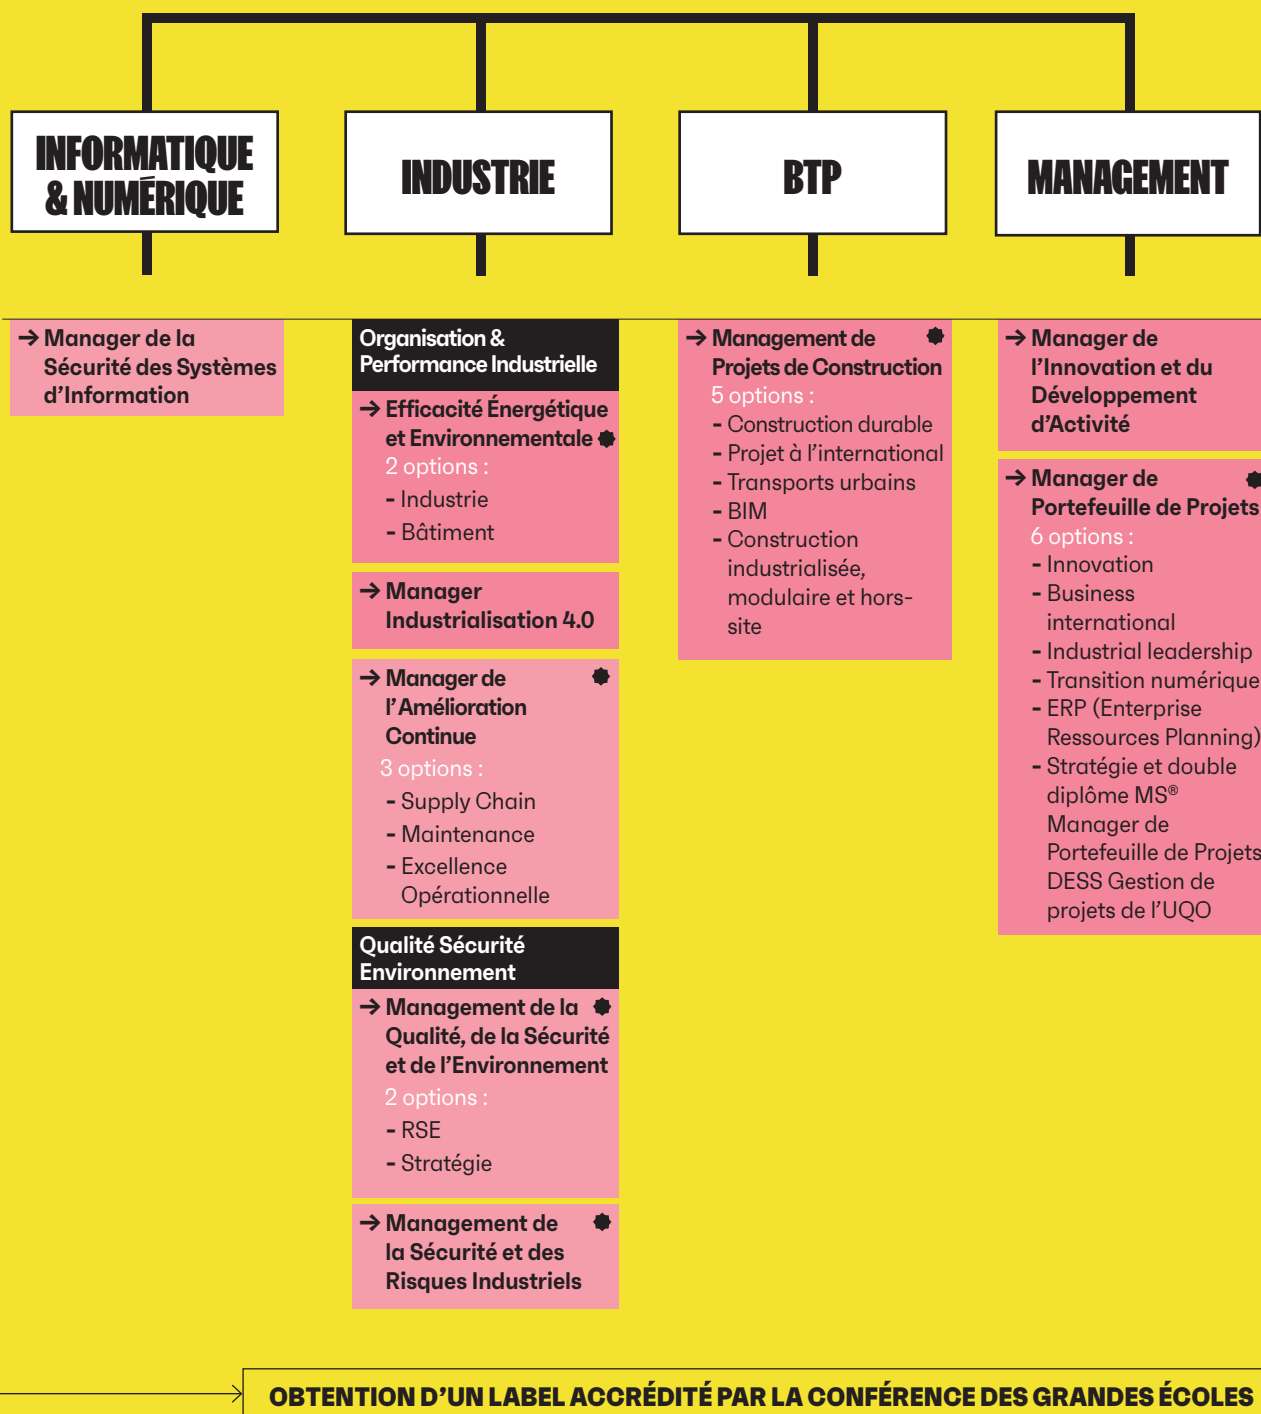 INFORMATIQUE
& NUMÉRIQUE
INDUSTRIE
BTP
MANAGEMENT
→ Manager de la
Sécurité des Systèmes
d’Information
Organisation &
Performance Industrielle
→ Efficacité Énergétique
et Environnementale
2 options :
- Industrie
- Bâtiment
→ Manager
Industrialisation 4.0
→ Manager de
l’Amélioration
Continue
3 options :
- Supply Chain
- Maintenance
- Excellence
Opérationnelle
Qualité Sécurité
Environnement
→ Management de la
Qualité, de la Sécurité
et de l’Environnement
2 options :
- RSE
- Stratégie
→ Management de
la Sécurité et des
Risques Industriels
→ Management de
Projets de Construction
5 options :
- Construction durable
- Projet à l’international
- Transports urbains
- BIM
- Construction
industrialisée,
modulaire et hors-
site
→ Manager de
l’Innovation et du
Développement
d’Activité
→ Manager de
Portefeuille de Projets
6 options :
- Innovation
- Business
international
- Industrial leadership
- Transition numérique
- ERP (Enterprise
Ressources Planning)
- Stratégie et double
diplôme MS®
Manager de
Portefeuille de Projets
DESS Gestion de
projets de l’UQO
OBTENTION D’UN LABEL ACCRÉDITÉ PAR LA CONFÉRENCE DES GRANDES ÉCOLES